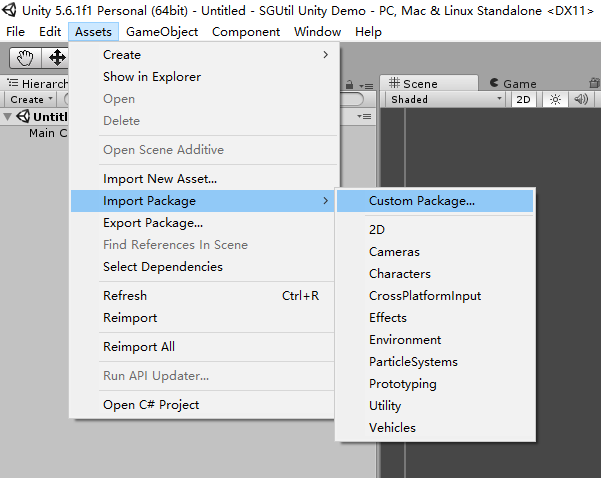 Unity 5.6.1f1 Personal (64bit) - Untitled - SGUtil Unity Demo - PC, Mac & Linux Standalone <DX11>
File Edit Assets GameObject Component Window Help
Hierarch
Scene
Game
Create
Shaded
2D
Untitl
Main C
Create
Show in Explorer
Open
Delete
Open Scene Additive
Import New Asset...
Import Package
Export Package...
Find References In Scene
Select Dependencies
Refresh Ctrl+R
Reimport
Reimport All
Run API Updater...
Open C# Project
Custom Package...
2D
Cameras
Characters
CrossPlatformInput
Effects
Environment
ParticleSystems
Prototyping
Utility
Vehicles